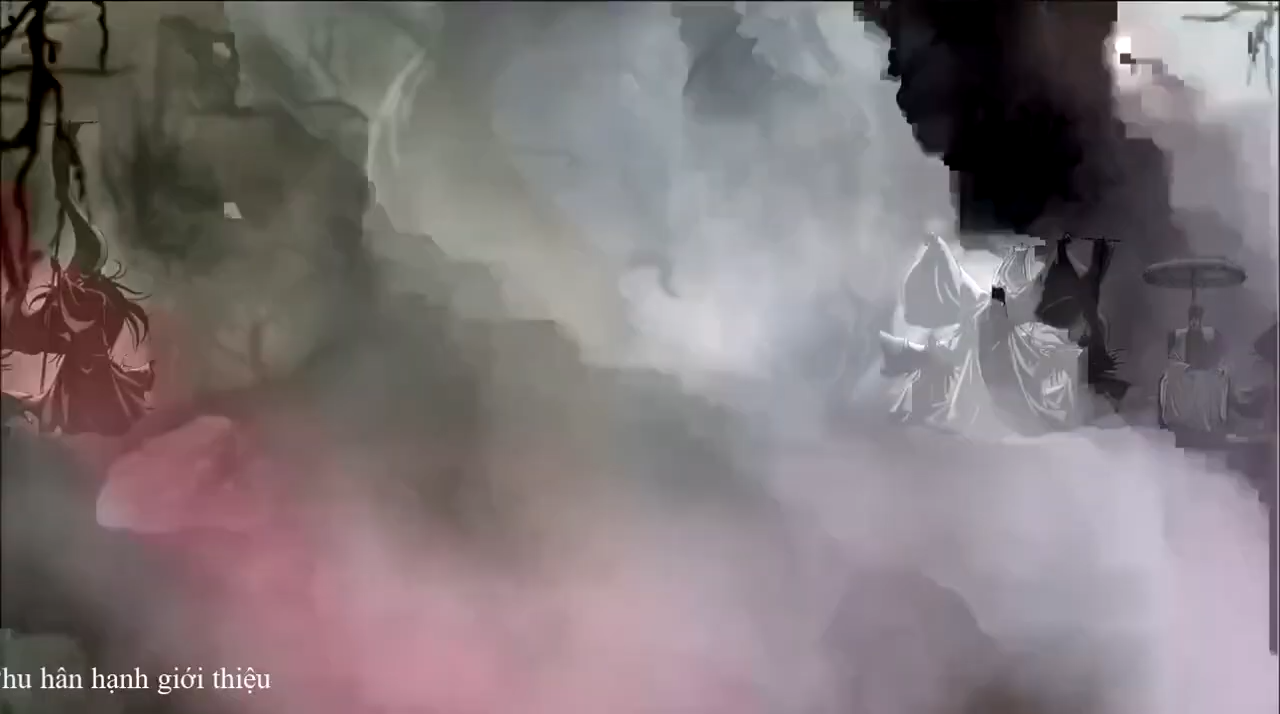 hu hân hạnh giới thiệu